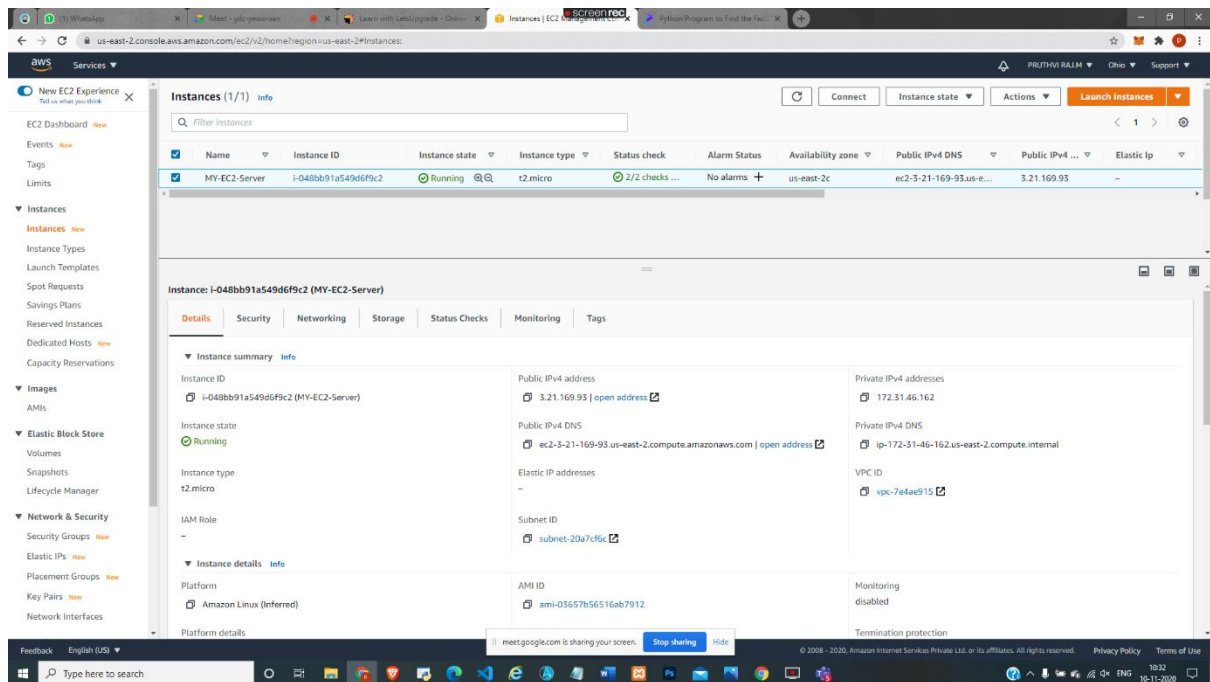 (1) WhatsApp
Meet - ydo-yewo-san
Learn with LetsUpgrade - Online
Instances | EC2 Management C
screenrec
Python Program to Find the Fact
us-east-2.console.aws.amazon.com/ec2/v2/home?region=us-east-2#Instances:
aws Services PRUTHVI RAJ.M Ohio Support
New EC2 Experience
Tell us what you think
EC2 Dashboard New
Events New
Tags
Limits
Instances
Instances New
Instance Types
Launch Templates
Spot Requests
Savings Plans
Reserved Instances
Dedicated Hosts New
Capacity Reservations
Images
AMIs
Elastic Block Store
Volumes
Snapshots
Lifecycle Manager
Network & Security
Security Groups New
Elastic IPs New
Placement Groups New
Key Pairs New
Network Interfaces
Instances (1/1) Info Connect Instance state Actions Launch instances
Filter instances 1
Name Instance ID Instance state Instance type Status check Alarm Status Availability zone Public IPv4 DNS Public IPv4 ... Elastic Ip
MY-EC2-Server i-048bb91a549d6f9c2 Running t2.micro 2/2 checks ... No alarms + us-east-2c ec2-3-21-169-93.us-e... 3.21.169.93 –
Instance: i-048bb91a549d6f9c2 (MY-EC2-Server)
Details Security Networking Storage Status Checks Monitoring Tags
Instance summary Info
Instance ID Public IPv4 address Private IPv4 addresses
i-048bb91a549d6f9c2 (MY-EC2-Server) 3.21.169.93 | open address 172.31.46.162
Instance state Public IPv4 DNS Private IPv4 DNS
Running ec2-3-21-169-93.us-east-2.compute.amazonaws.com | open address ip-172-31-46-162.us-east-2.compute.internal
Instance type Elastic IP addresses VPC ID
t2.micro – vpc-7e4ae915
IAM Role Subnet ID
– subnet-20a7cf6c
Instance details Info
Platform AMI ID Monitoring
Amazon Linux (Inferred) ami-03657b56516ab7912 disabled
Platform details Termination protection
meet.google.com is sharing your screen. Stop sharing Hide
Feedback English (US) © 2008 - 2020, Amazon Internet Services Private Ltd. or its affiliates. All rights reserved. Privacy Policy Terms of Use
Type here to search ENG 10:32
10-11-2020